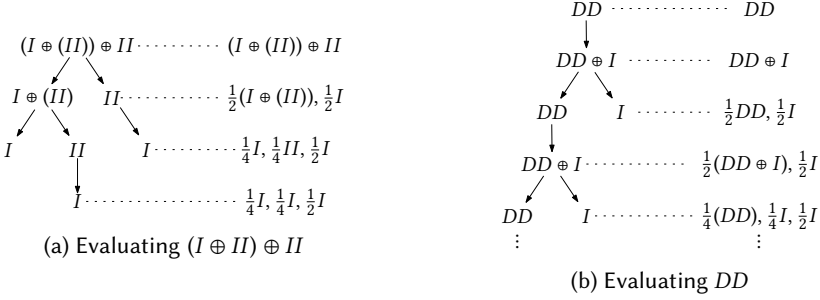 (I ⊕ (II)) ⊕ II (I ⊕ (II)) ⊕ II
I ⊕ (II) II ½(I ⊕ (II)), ½I
I II I ¼I, ¼II, ½I
I ¼I, ¼I, ½I
(a) Evaluating (I ⊕ II) ⊕ II
DD DD
DD ⊕ I DD ⊕ I
DD I ½DD, ½I
DD ⊕ I ½(DD ⊕ I), ½I
DD I ¼(DD), ¼I, ½I
⋮ ⋮
(b) Evaluating DD